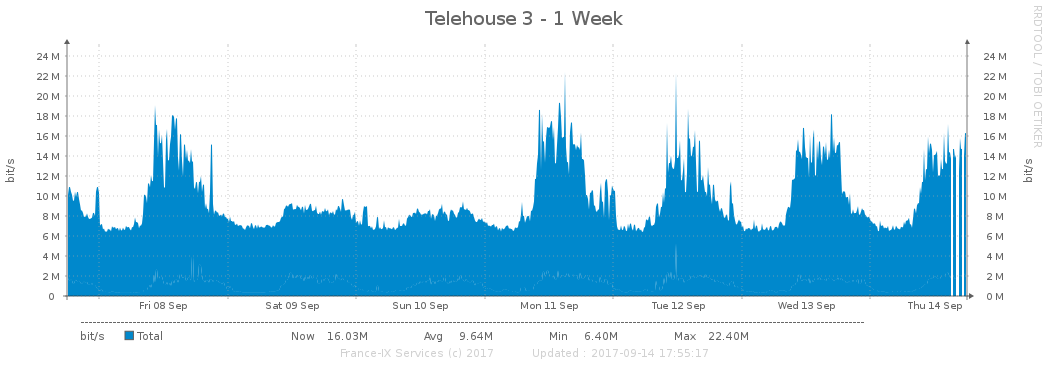 Telehouse 3 - 1 Week
RRDTOOL / TOBI OETIKER
bit/s
bit/s
24 M 24 M
22 M 22 M
20 M 20 M
18 M 18 M
16 M 16 M
14 M 14 M
12 M 12 M
10 M 10 M
8 M 8 M
6 M 6 M
4 M 4 M
2 M 2 M
0 0 M
Fri 08 Sep Sat 09 Sep Sun 10 Sep Mon 11 Sep Tue 12 Sep Wed 13 Sep Thu 14 Sep
bit/s Total Now 16.03M Avg 9.64M Min 6.40M Max 22.40M
France-IX Services (c) 2017 Updated : 2017-09-14 17:55:17